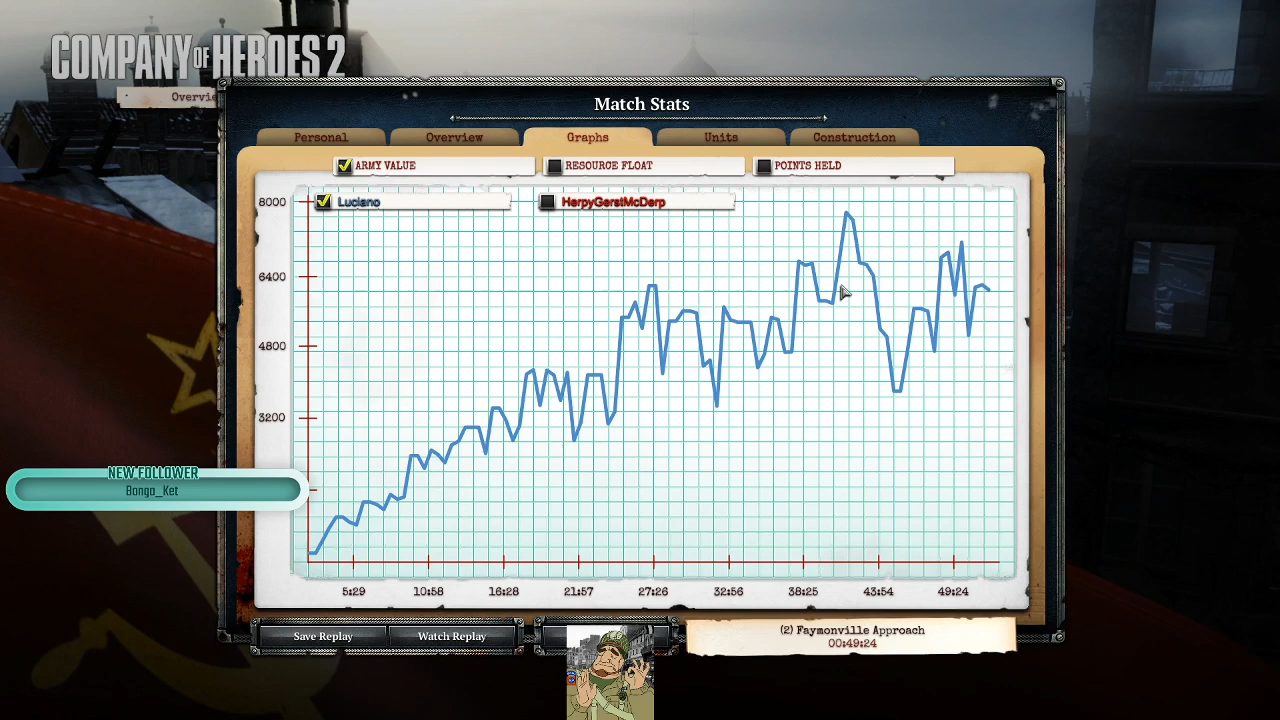 COMPANY OF HEROES 2
Overvie
Match Stats
Personal Overview Graphs Units Construction
ARMY VALUE RESOURCE FLOAT POINTS HELD
Luciano HerpyGerstMcDerp
8000
6400
4800
3200
NEW FOLLOWER
Bongo_Ket
5:29 10:58 16:28 21:57 27:26 32:56 38:25 43:54 49:24
Save Replay Watch Replay
(2) Faymonville Approach
00:49:24